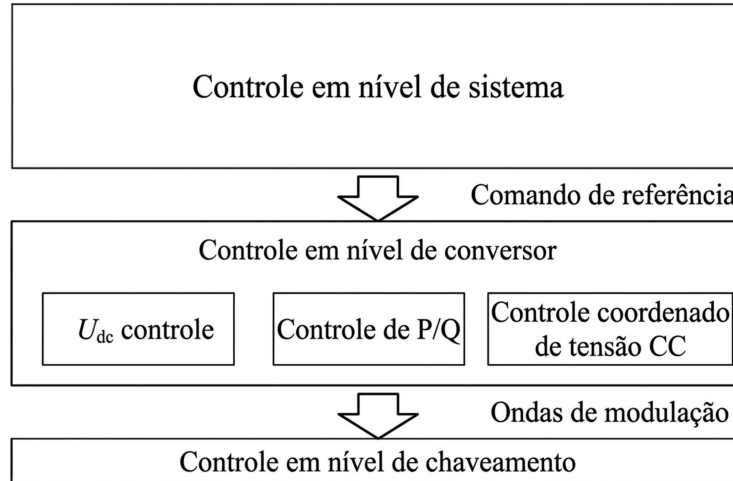 Controle em nível de sistema
Comando de referência
Controle em nível de conversor
U_dc controle
Controle de P/Q
Controle coordenado
de tensão CC
Ondas de modulação
Controle em nível de chaveamento